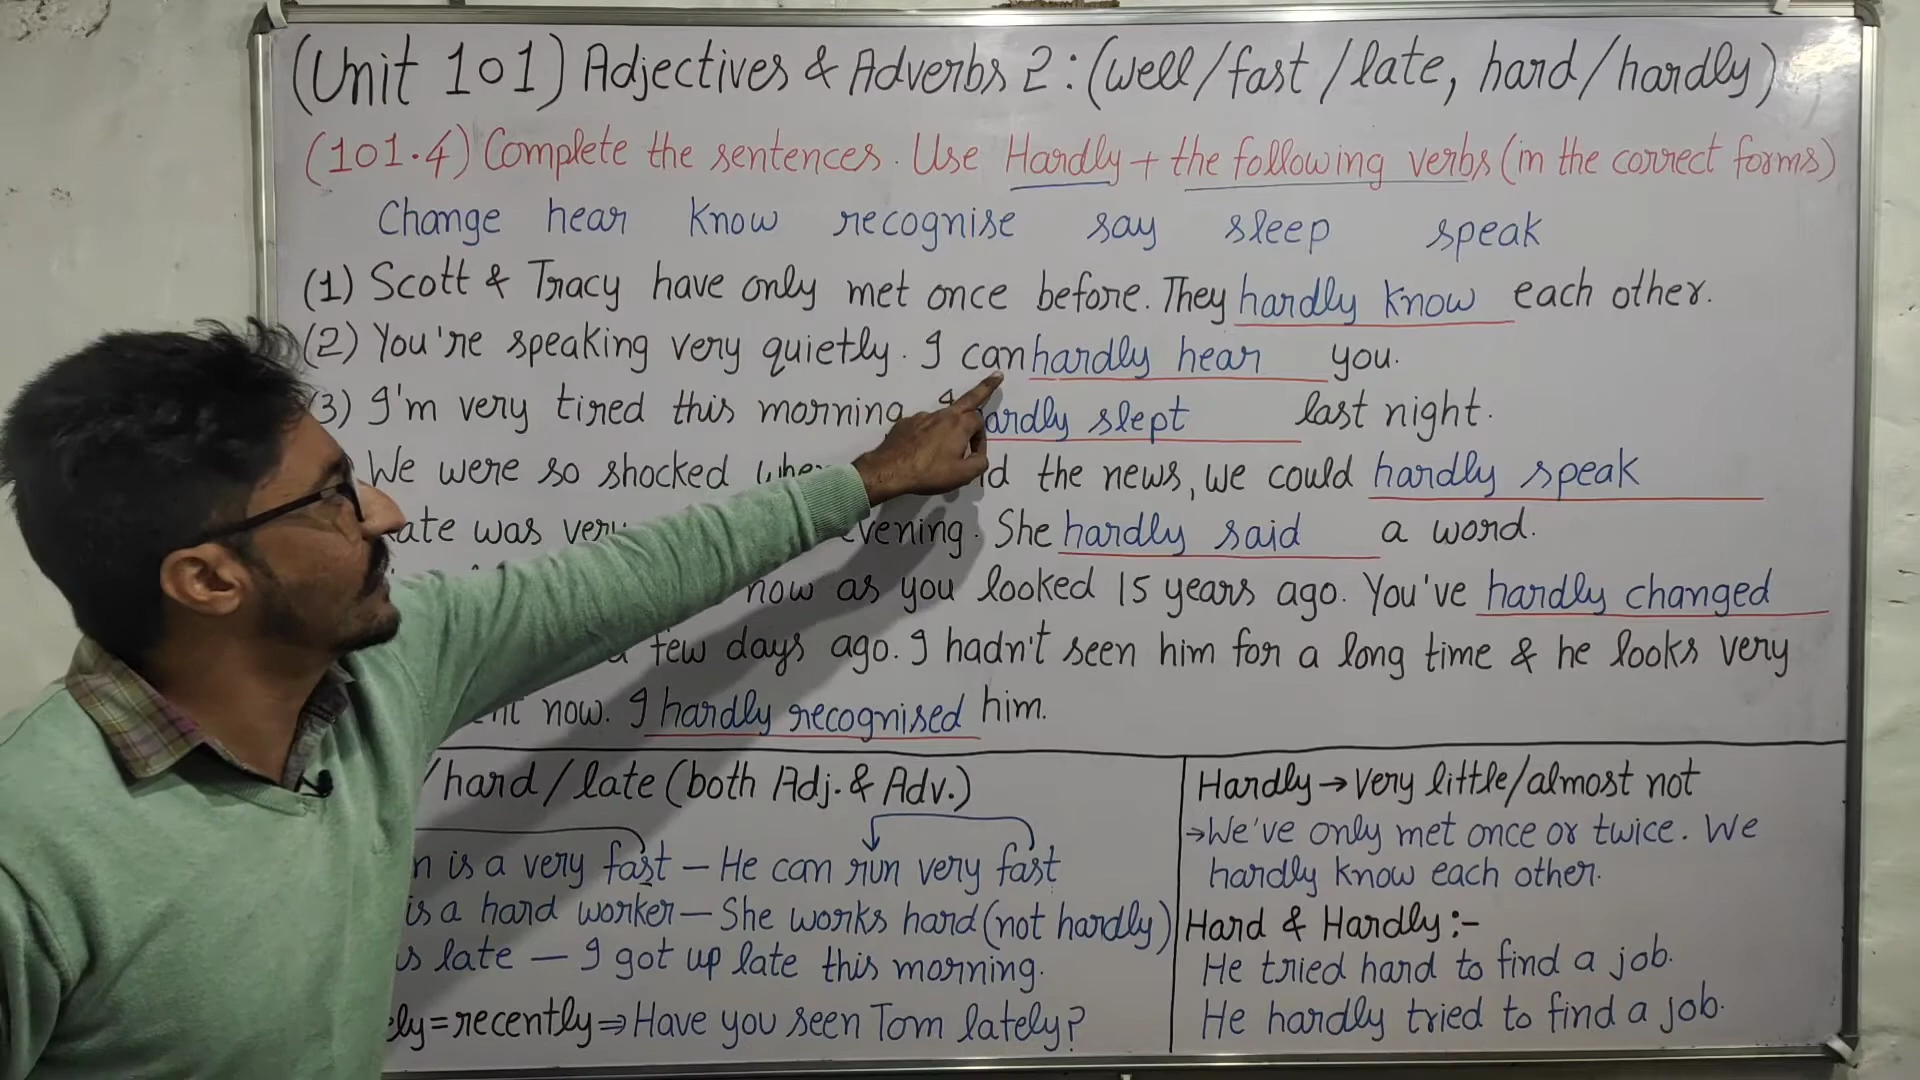 (Unit 101) Adjectives & Adverbs 2: (well/fast/late, hard/hardly)
(101.4) Complete the sentences. Use Hardly + the following verbs (in the correct forms)
Change hear know recognise say sleep speak
(1) Scott & Tracy have only met once before. They hardly know each other.
(2) You're speaking very quietly. I can hardly hear you.
(3) I'm very tired this morning. I hardly slept last night.
We were so shocked when the news, we could hardly speak
was very evening. She hardly said a word.
now as you looked 15 years ago. You've hardly changed
few days ago. I hadn't seen him for a long time & he looks very
now. I hardly recognised him.
/hard/late (both Adj. & Adv.)
is a very fast – He can run very fast
is a hard worker – She works hard (not hardly)
late – I got up late this morning.
=recently ⇒ Have you seen Tom lately?
Hardly → Very little/almost not
→ We've only met once or twice. We
hardly know each other.
Hard & Hardly :-
He tried hard to find a job.
He hardly tried to find a job.